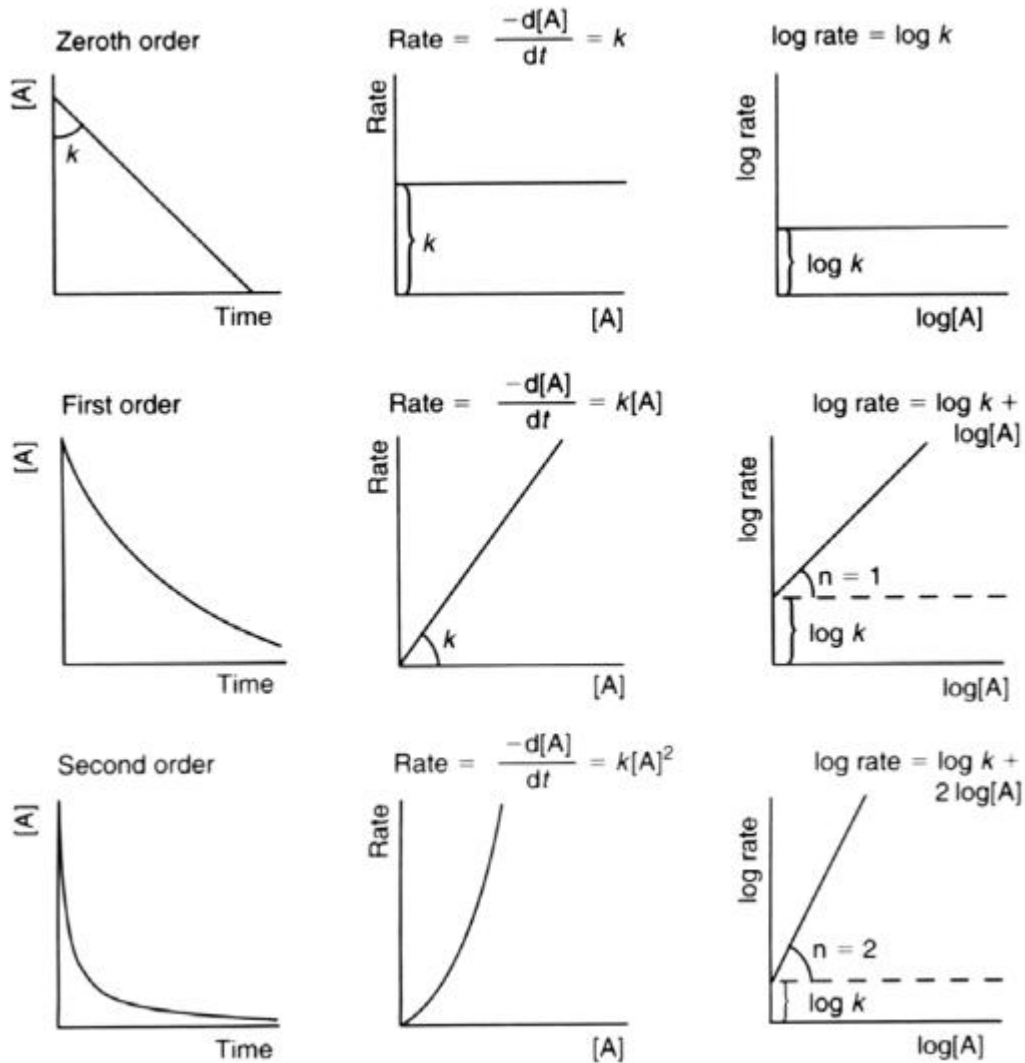 Zeroth order
Rate = -d[A]/dt = k
log rate = log k
[A]
k
Time
Rate
k
[A]
log rate
log k
log[A]
First order
Rate = -d[A]/dt = k[A]
log rate = log k +
log[A]
[A]
Time
Rate
k
[A]
log rate
n = 1
log k
log[A]
Second order
Rate = -d[A]/dt = k[A]²
log rate = log k +
2 log[A]
[A]
Time
Rate
[A]
log rate
n = 2
log k
log[A]